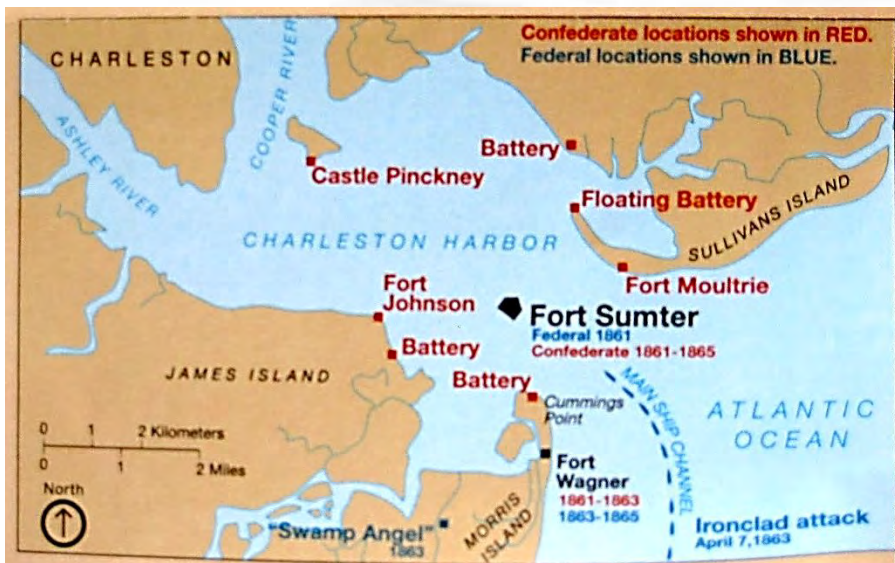 Confederate locations shown in RED.
Federal locations shown in BLUE.
CHARLESTON
COOPER RIVER
ASHLEY RIVER
Battery
Castle Pinckney
Floating Battery
SULLIVANS ISLAND
CHARLESTON HARBOR
Fort Moultrie
Fort
Johnson
Fort Sumter
Federal 1861
Confederate 1861-1865
Battery
JAMES ISLAND
Battery
Cummings
Point
MAIN SHIP CHANNEL
ATLANTIC
OCEAN
0 1 2 Kilometers
0 1 2 Miles
North
Fort
Wagner
1861-1863
1863-1865
"Swamp Angel"
1863
MORRIS
ISLAND
Ironclad attack
April 7,1863